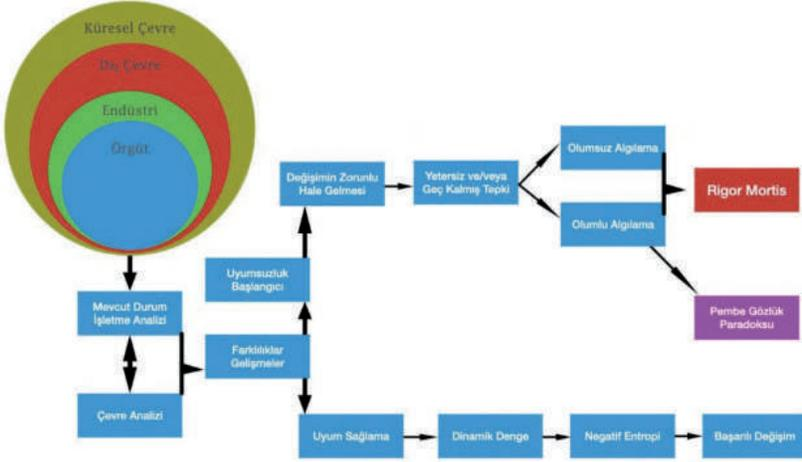 Küresel Çevre
Dış Çevre
Endüstri
Örgüt
Mevcut Durum
İşletme Analizi
Çevre Analizi
Uyumsuzluk
Başlangıcı
Farklılıklar
Gelişmeler
Değişimin Zorunlu
Hale Gelmesi
Yetersiz ve/veya
Geç Kalmış Tepki
Olumsuz Algılama
Olumlu Algılama
Rigor Mortis
Pembe Gözlük
Paradoksu
Uyum Sağlama
Dinamik Denge
Negatif Entropi
Başarılı Değişim